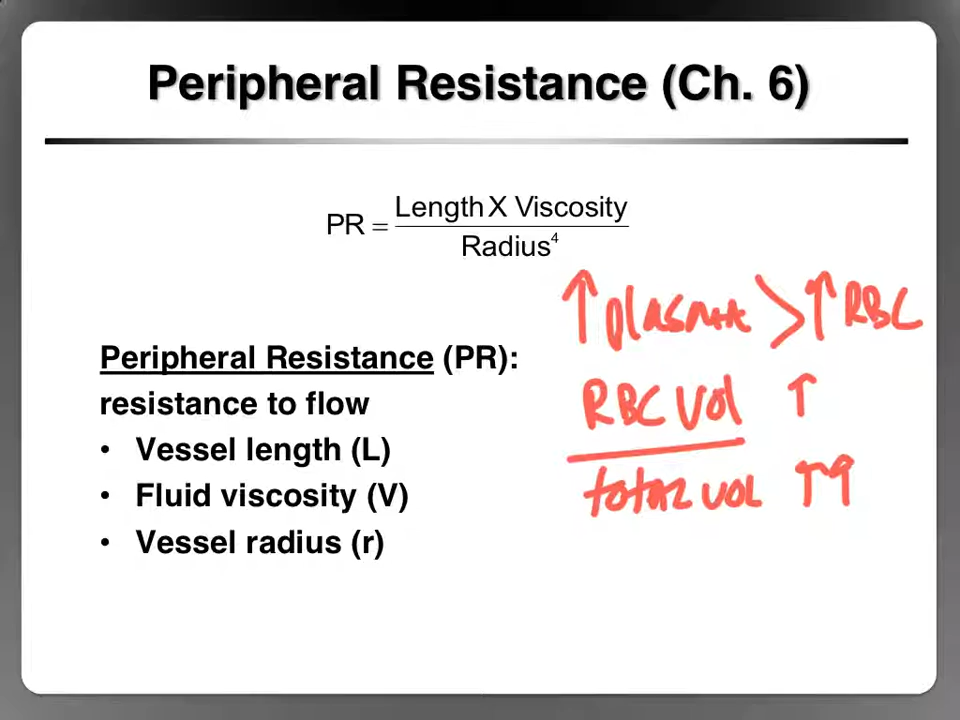 Peripheral Resistance (Ch. 6)
PR = Length X Viscosity
Radius⁴
↑ plasma > ↑ RBC
Peripheral Resistance (PR):
resistance to flow
• Vessel length (L)
• Fluid viscosity (V)
• Vessel radius (r)
RBC Vol ↑
total vol ↑↑